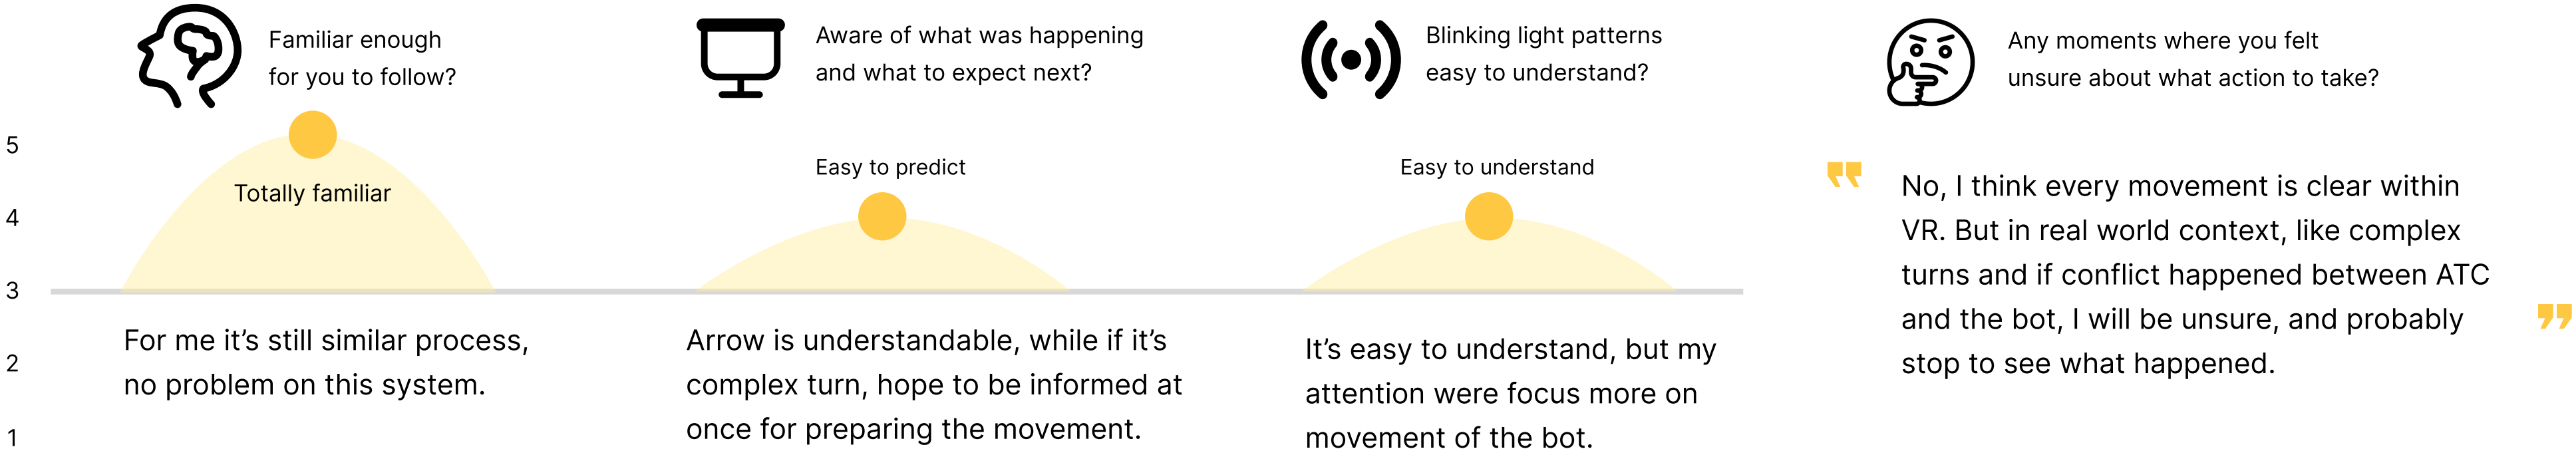 Familiar enough
for you to follow?
Aware of what was happening
and what to expect next?
Blinking light patterns
easy to understand?
Any moments where you felt
unsure about what action to take?
5
4
3
2
1
Totally familiar
Easy to predict
Easy to understand
For me it’s still similar process,
no problem on this system.
Arrow is understandable, while if it’s
complex turn, hope to be informed at
once for preparing the movement.
It’s easy to understand, but my
attention were focus more on
movement of the bot.
No, I think every movement is clear within
VR. But in real world context, like complex
turns and if conflict happened between ATC
and the bot, I will be unsure, and probably
stop to see what happened.